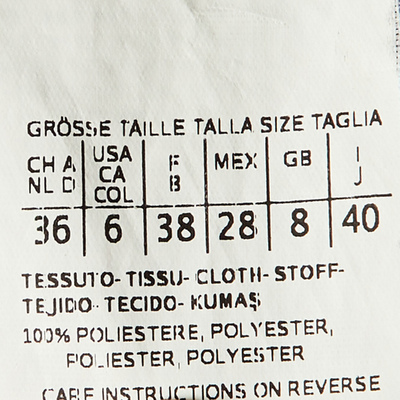 GRÖSSE TAILLE TALLA SIZE TAGLIA
CH A USA F MEX GB I
NL D CA B J
COL
36 6 38 28 8 40
TESSUTO- TISSU- CLOTH- STOFF-
TEJIDO- TECIDO- KUMAŞ
100% POLIESTERE, POLYESTER,
POLIESTER, POLYESTER
CARE INSTRUCTIONS ON REVERSE